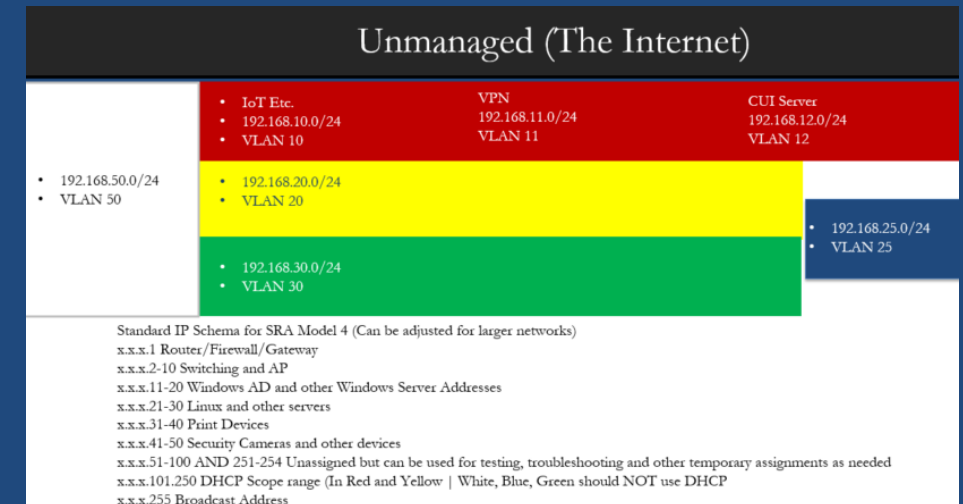 Unmanaged (The Internet)
• IoT Etc.
• 192.168.10.0/24
• VLAN 10
VPN
192.168.11.0/24
VLAN 11
CUI Server
192.168.12.0/24
VLAN 12
• 192.168.50.0/24
• VLAN 50
• 192.168.20.0/24
• VLAN 20
• 192.168.25.0/24
• VLAN 25
• 192.168.30.0/24
• VLAN 30
Standard IP Schema for SRA Model 4 (Can be adjusted for larger networks)
x.x.x.1 Router/Firewall/Gateway
x.x.x.2-10 Switching and AP
x.x.x.11-20 Windows AD and other Windows Server Addresses
x.x.x.21-30 Linux and other servers
x.x.x.31-40 Print Devices
x.x.x.41-50 Security Cameras and other devices
x.x.x.51-100 AND 251-254 Unassigned but can be used for testing, troubleshooting and other temporary assignments as needed
x.x.x.101.250 DHCP Scope range (In Red and Yellow | White, Blue, Green should NOT use DHCP
x.x.x.255 Broadcast Address